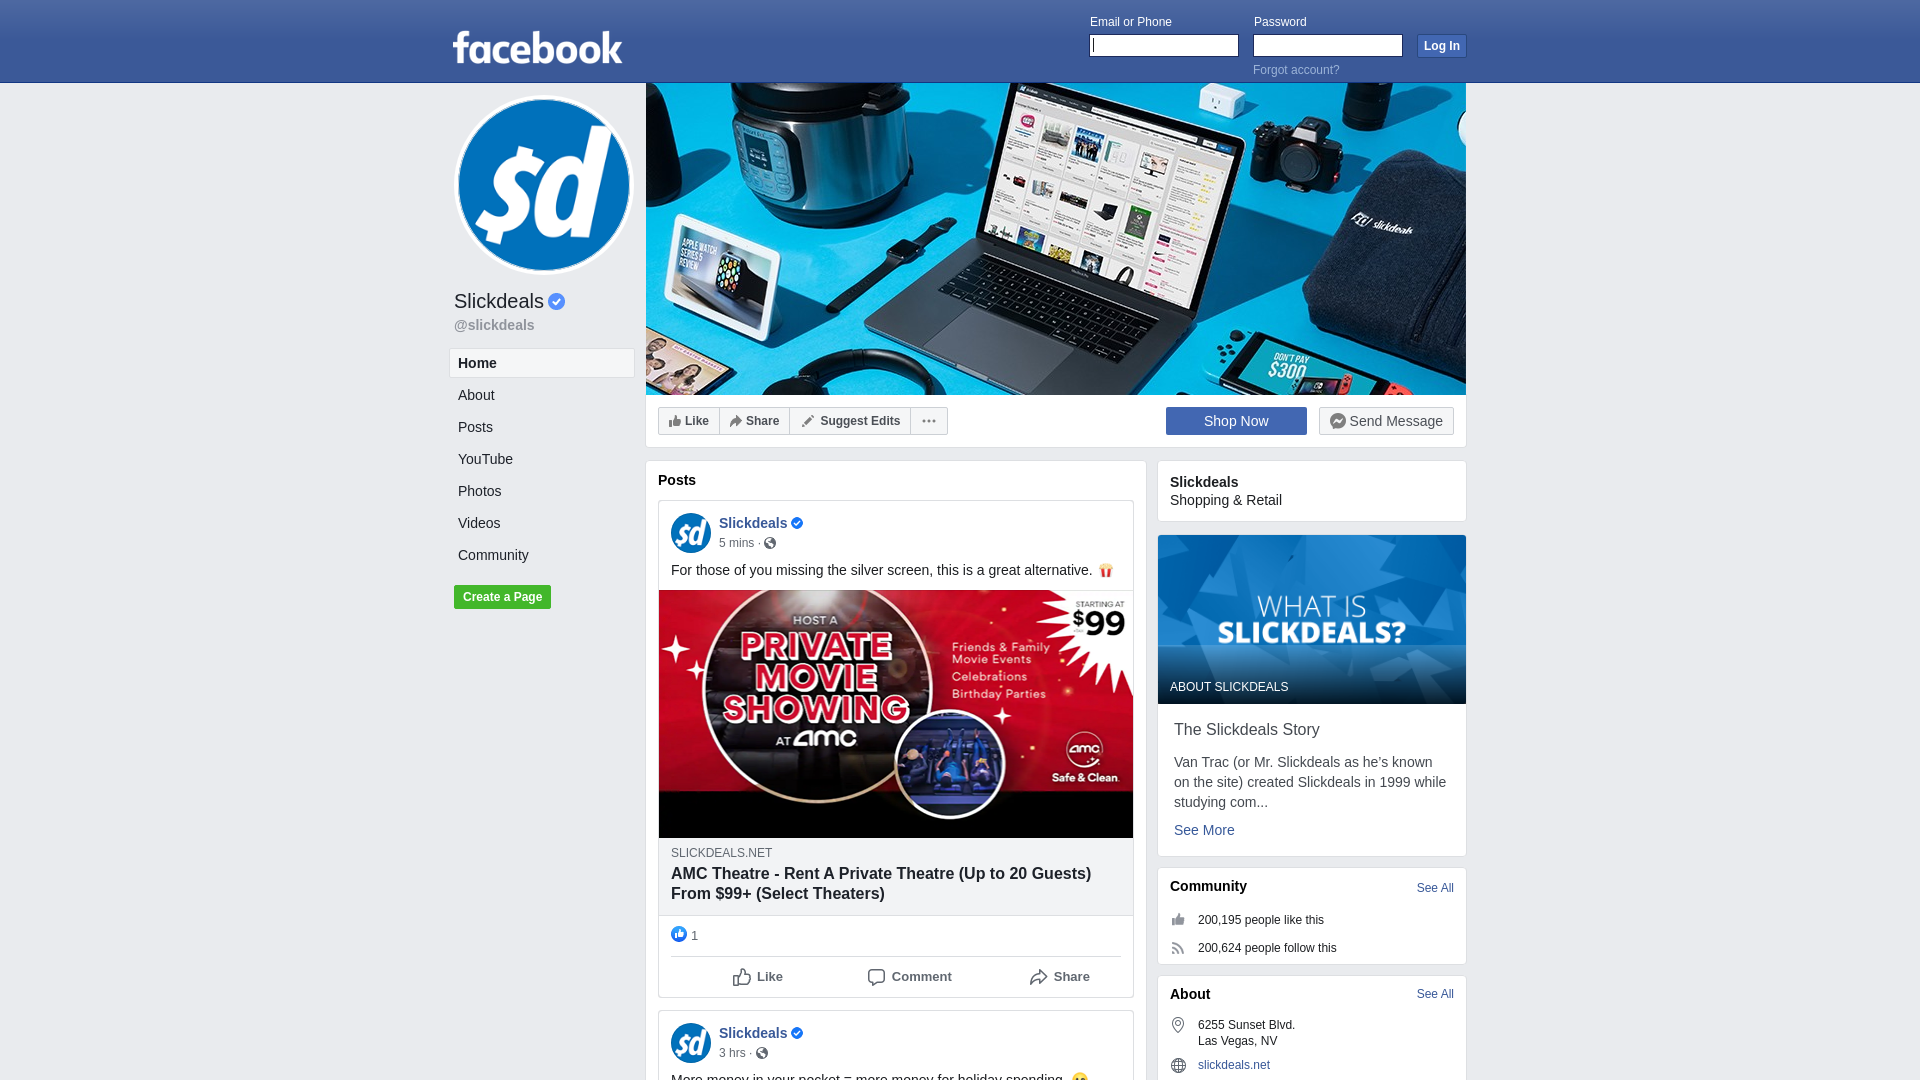 facebook
Email or Phone
Password
Log In
Forgot account?
$d
Slickdeals
@slickdeals
Home
About
Posts
YouTube
Photos
Videos
Community
Create a Page
APPLE WATCH
SERIES 5
REVIEW
slickdeals
DON'T PAY
$300
Like
Share
Suggest Edits
Shop Now
Send Message
Posts
$d
Slickdeals
5 mins ·
For those of you missing the silver screen, this is a great alternative.
HOST A
PRIVATE
MOVIE
SHOWING
AT amc
STARTING AT
$99
Friends & Family
Movie Events
Celebrations
Birthday Parties
amc
Safe & Clean
SLICKDEALS.NET
AMC Theatre - Rent A Private Theatre (Up to 20 Guests)
From $99+ (Select Theaters)
1
Like
Comment
Share
$d
Slickdeals
3 hrs ·
More money in your pocket = more money for holiday spending.
Slickdeals
Shopping & Retail
WHAT IS
SLICKDEALS?
ABOUT SLICKDEALS
The Slickdeals Story
Van Trac (or Mr. Slickdeals as he’s known
on the site) created Slickdeals in 1999 while
studying com...
See More
Community
See All
200,195 people like this
200,624 people follow this
About
See All
6255 Sunset Blvd.
Las Vegas, NV
slickdeals.net